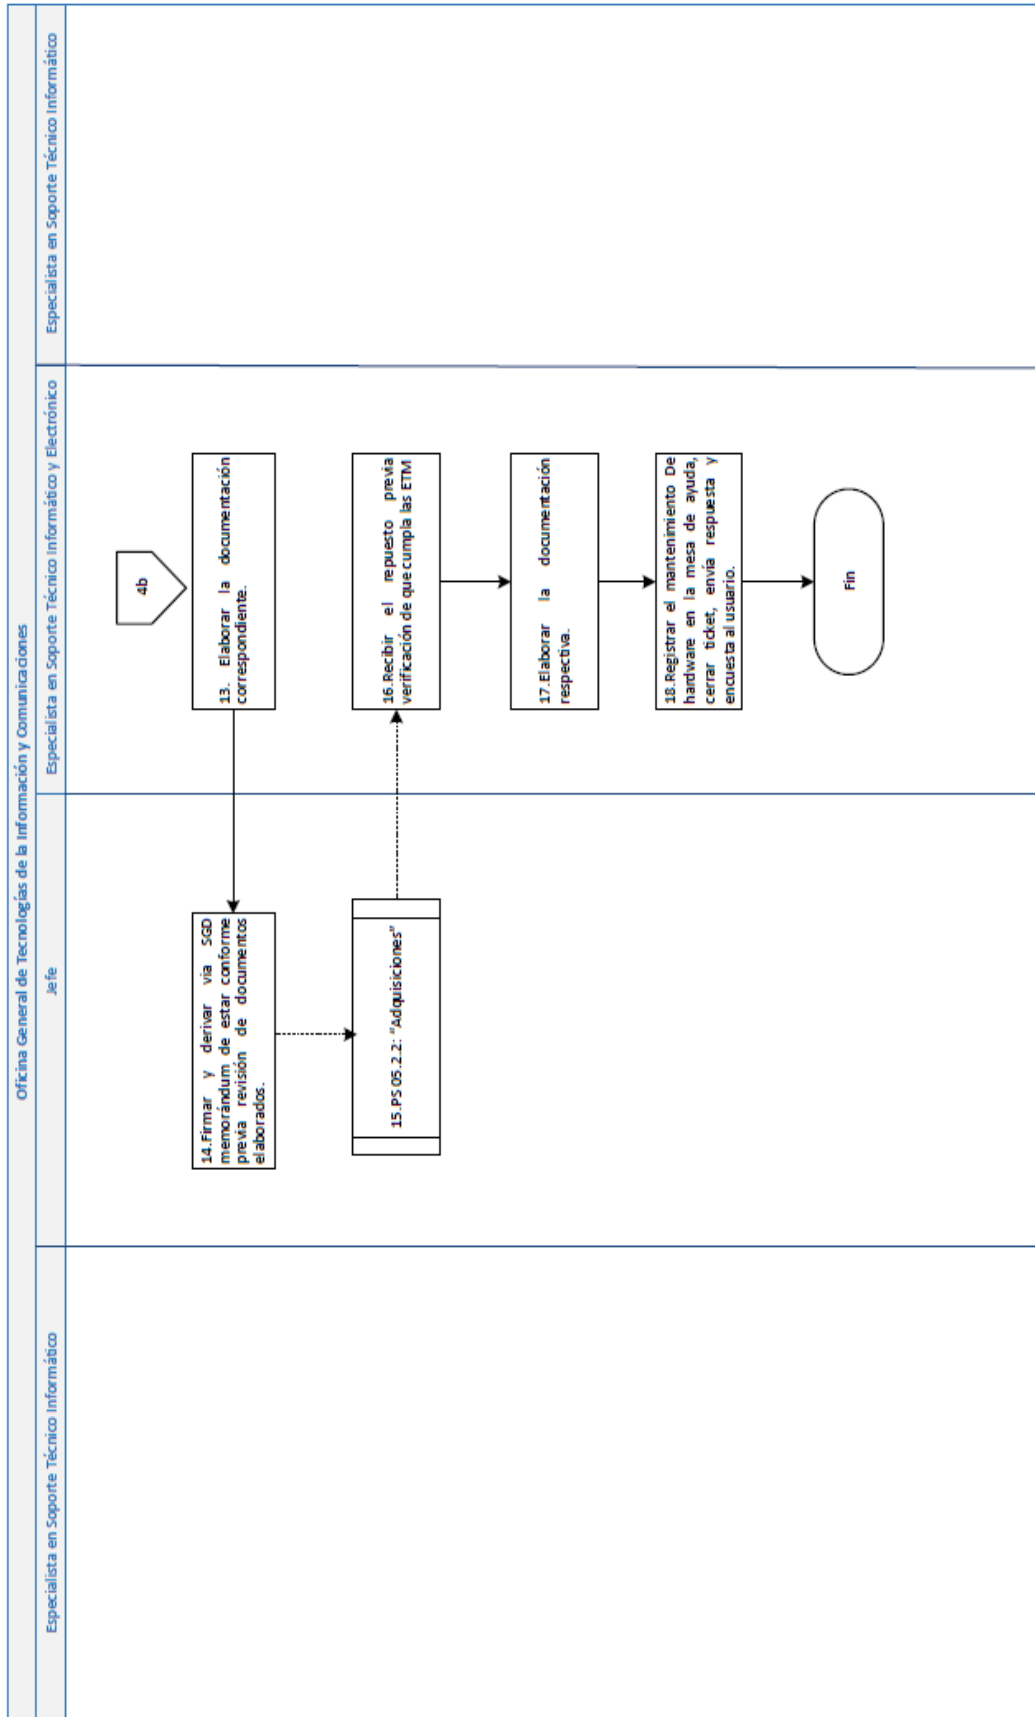 Oficina General de Tecnologías de la Información y Comunicaciones
Especialista en Soporte Técnico Informático
Jefe
Especialista en Soporte Técnico Informático y Electrónico
Especialista en Soporte Técnico Informático
4b
13. Elaborar la documentación
correspondiente.
14.Firmar y derivar via SGD
memorándum de estar conforme
previa revisión de documentos
elaborados.
15.PS 05.2.2: “Adquisiciones”
16.Recibir el repuesto previa
verificación de que cumpla las ETM
17.Elaborar la documentación
respectiva.
18.Registrar el mantenimiento De
hardware en la mesa de ayuda,
cerrar ticket, envía respuesta y
encuesta al usuario.
Fin